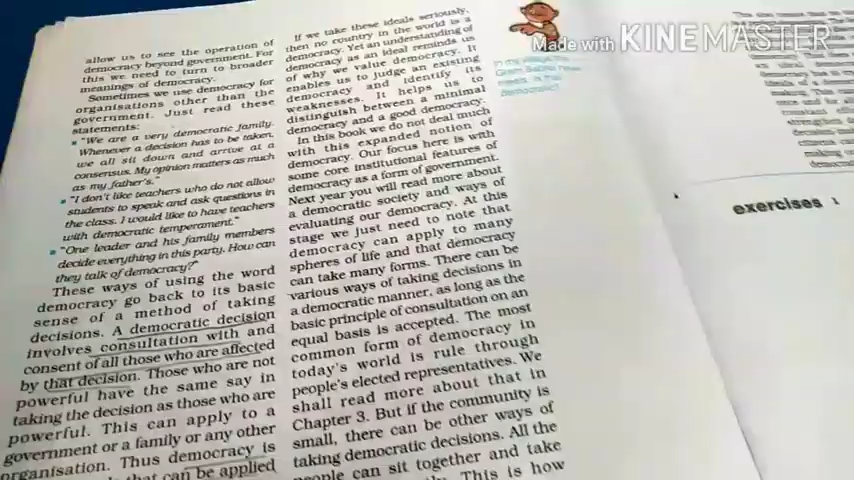 allow us to see the operation of
democracy beyond government. For
this we need to turn to broader
meanings of democracy.
Sometimes we use democracy for
organisations other than the
government. Just read these
statements:
"We are a very democratic family.
Whenever a decision has to be taken,
we all sit down and arrive at a
consensus. My opinion matters as much
as my father's."
"I don't like teachers who do not allow
students to speak and ask questions in
the class. I would like to have teachers
with democratic temperament."
"One leader and his family members
decide everything in this party. How can
they talk of democracy?"
These ways of using the word
democracy go back to its basic
sense of a method of taking
decisions. A democratic decision
involves consultation with and
consent of all those who are affected
by that decision. Those who are not
powerful have the same say in
taking the decision as those who are
powerful. This can apply to a
government or a family or any other
organisation. Thus democracy is
that can be applied
If we take these ideals seriously,
then no country in the world is a
democracy. Yet an understanding of
democracy as an ideal reminds us
of why we value democracy. It
enables us to judge an existing
democracy and identify its
weaknesses. It helps us to
distinguish between a minimal
democracy and a good democracy.
In this book we do not deal much
with this expanded notion of
democracy. Our focus here is with
some core institutional features of
democracy as a form of government.
Next year you will read more about
a democratic society and ways of
evaluating our democracy. At this
stage we just need to note that
democracy can apply to many
spheres of life and that democracy
can take many forms. There can be
various ways of taking decisions in
a democratic manner, as long as the
basic principle of consultation on an
equal basis is accepted. The most
common form of democracy in
today's world is rule through
people's elected representatives. We
shall read more about that in
Chapter 3. But if the community is
small, there can be other ways of
taking democratic decisions. All the
people can sit together and take
This is how
Made with KINEMASTER
In my village the
Gram Sabha never
meets. Is this
democratic?
exercises